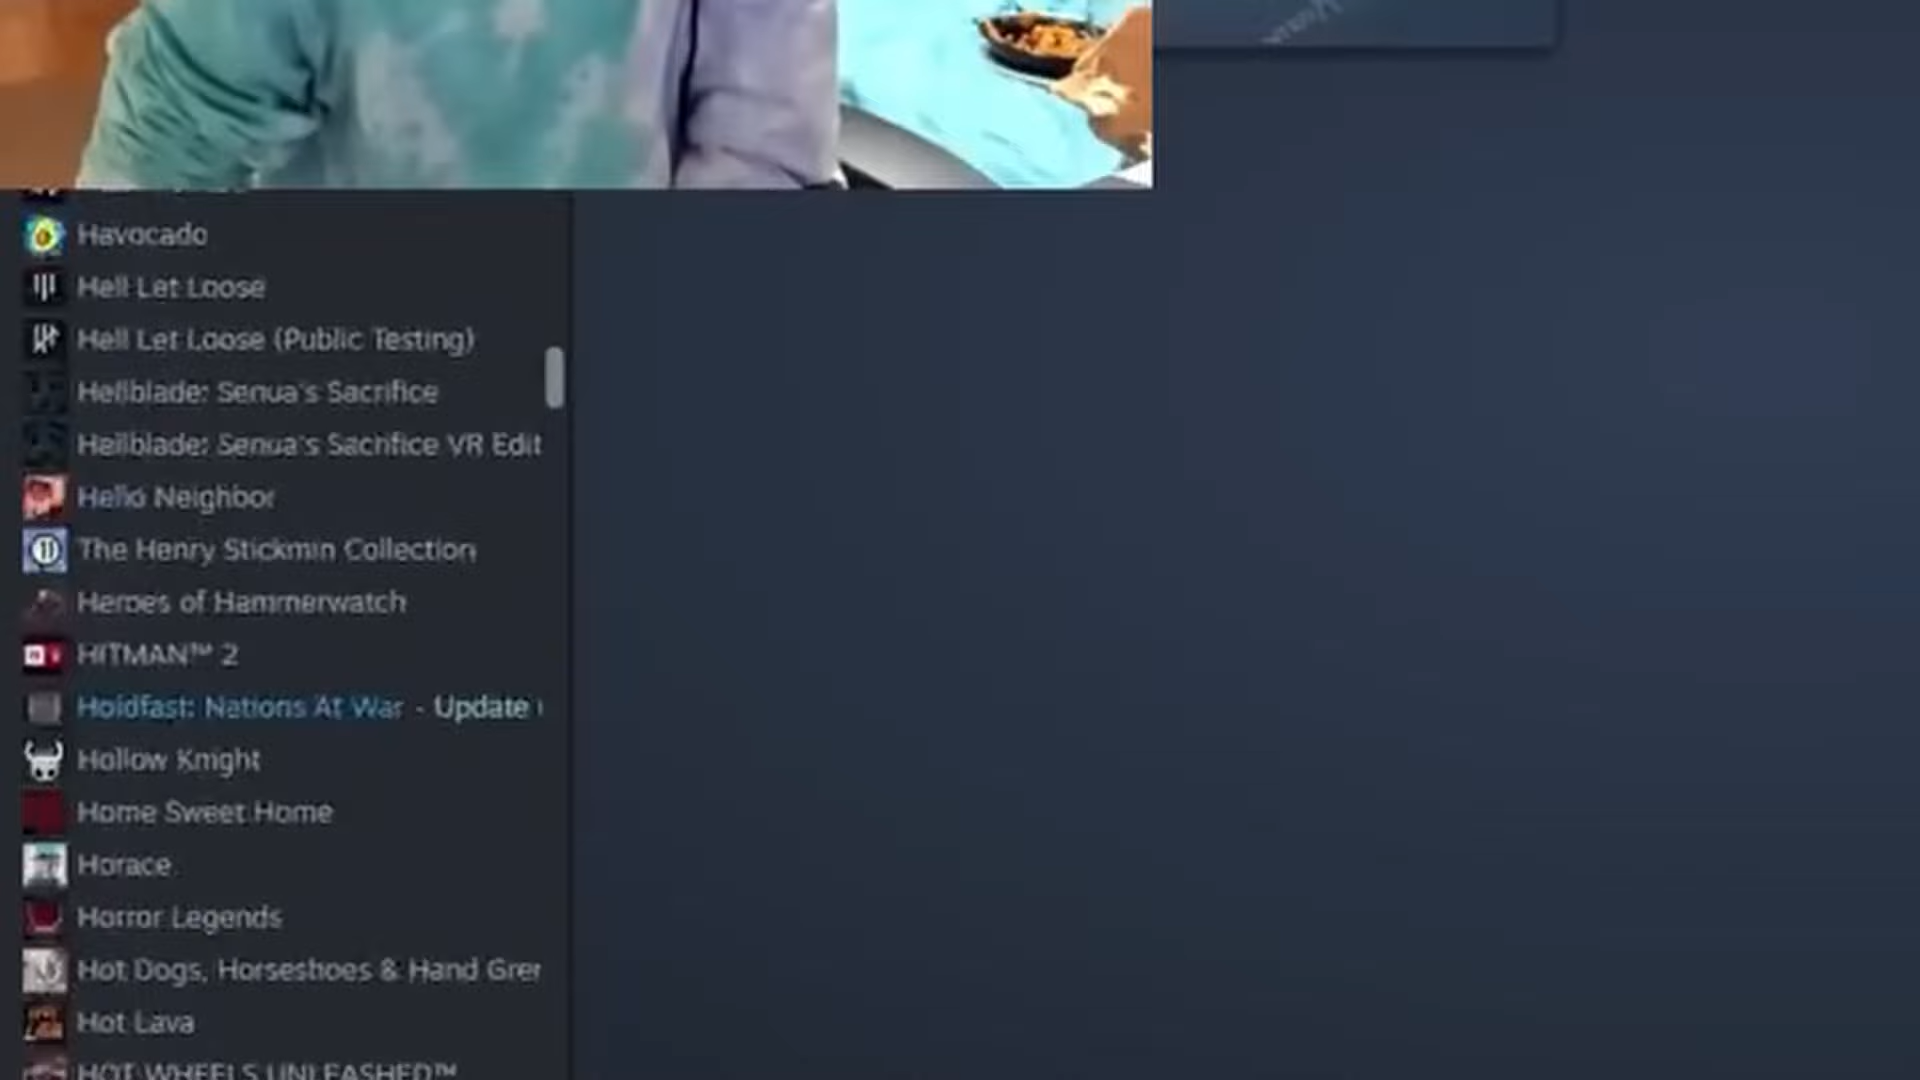 Havocado
Hell Let Loose
Hell Let Loose (Public Testing)
Hellblade: Senua's Sacrifice
Hellblade: Senua's Sacrifice VR Edit
Hello Neighbor
The Henry Stickmin Collection
Heroes of Hammerwatch
HITMAN™ 2
Holdfast: Nations At War - Update
Hollow Knight
Home Sweet Home
Horace
Horror Legends
Hot Dogs, Horseshoes & Hand Gren
Hot Lava
HOT WHEELS UNLEASHED™